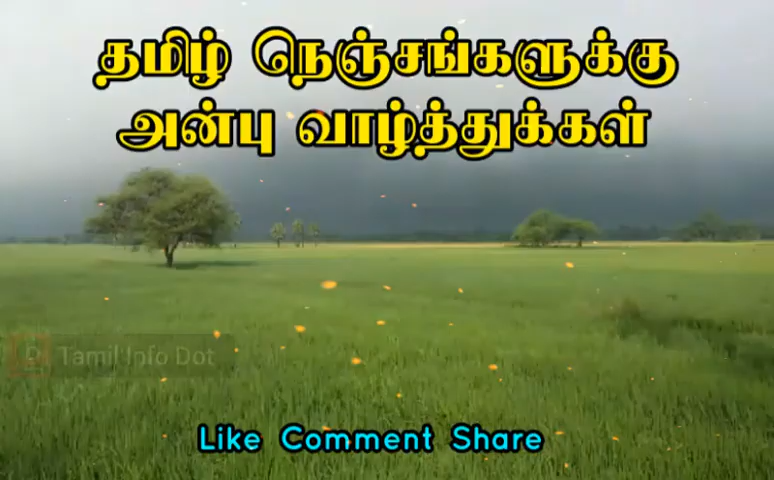 தமிழ் நெஞ்சங்களுக்கு
அன்பு வாழ்த்துக்கள்
Tamil Info Dot
Like Comment Share